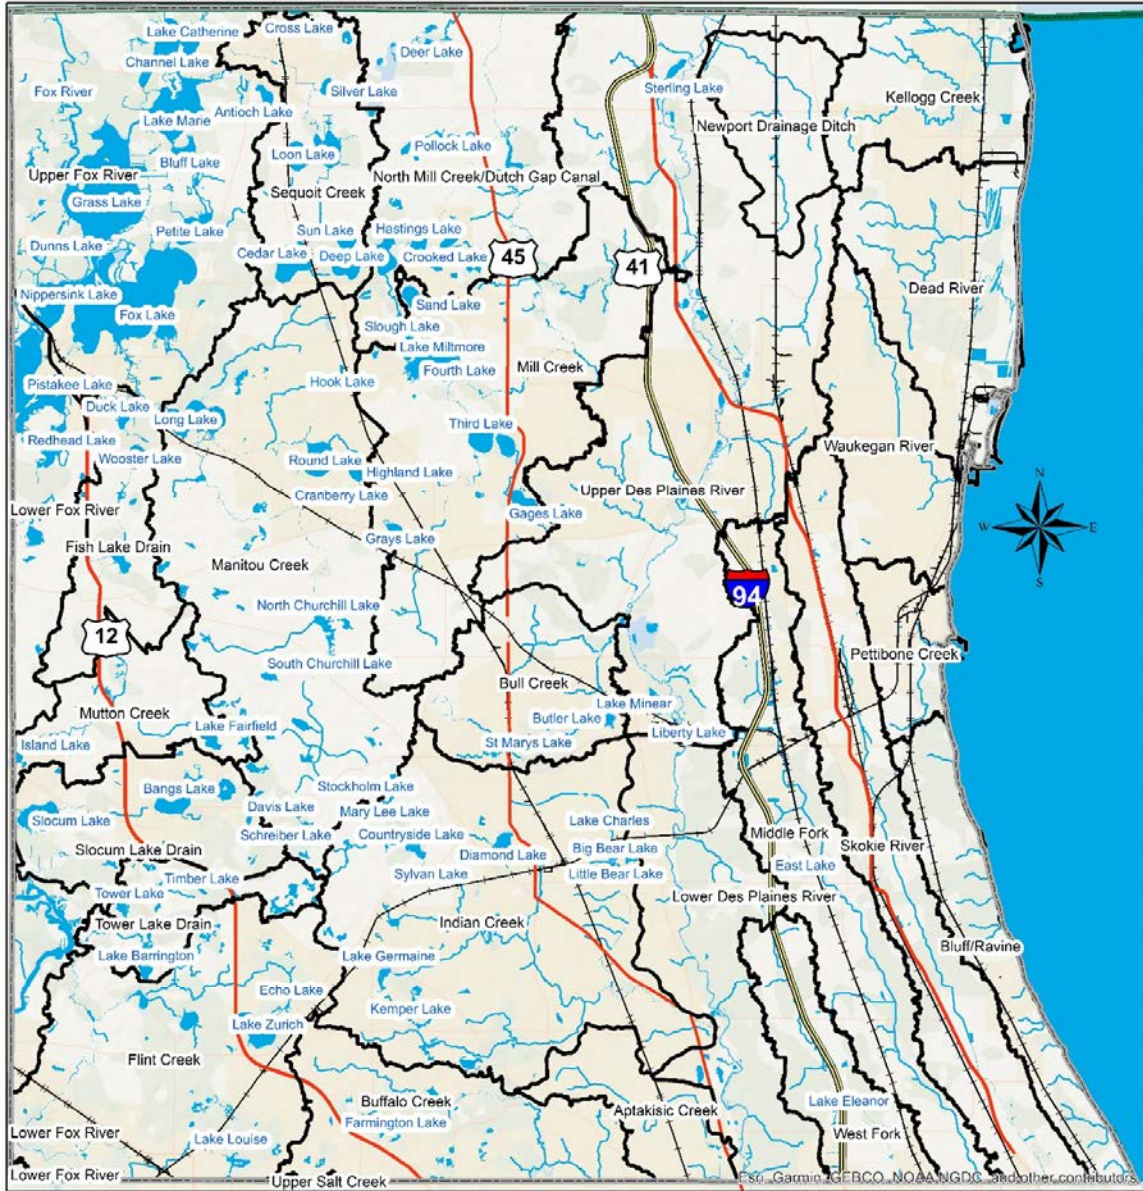 Cross Lake
Lake Catherine
Deer Lake
Channel Lake
Fox River
Silver Lake
Sterling Lake
Kellogg Creek
Antioch Lake
Lake Marie
Newport Drainage Ditch
Pollock Lake
Loon Lake
Bluff Lake
Upper Fox River
North Mill Creek/Dutch Gap Canal
Sequoit Creek
Grass Lake
Petite Lake
Sun Lake
Hastings Lake
Dunns Lake
Cedar Lake
Deep Lake
Crooked Lake
45
41
Dead River
Nippersink Lake
Sand Lake
Fox Lake
Slough Lake
Lake Miltmore
Mill Creek
Fourth Lake
Pistakee Lake
Hook Lake
Duck Lake
Long Lake
Third Lake
Redhead Lake
Waukegan River
Wooster Lake
Round Lake
Highland Lake
N
Cranberry Lake
Upper Des Plaines River
Lower Fox River
Gages Lake
W
E
Grays Lake
Fish Lake Drain
Manitou Creek
S
94
North Churchill Lake
12
Pettibone Creek
South Churchill Lake
Bull Creek
Lake Minear
Mutton Creek
Butler Lake
Lake Fairfield
Liberty Lake
Island Lake
St Marys Lake
Stockholm Lake
Bangs Lake
Davis Lake
Mary Lee Lake
Slocum Lake
Lake Charles
Schreiber Lake
Countryside Lake
Middle Fork
Big Bear Lake
Skokie River
Slocum Lake Drain
Diamond Lake
East Lake
Timber Lake
Sylvan Lake
Little Bear Lake
Tower Lake
Lower Des Plaines River
Tower Lake Drain
Indian Creek
Bluff/Ravine
Lake Barrington
Lake Germaine
Echo Lake
Kemper Lake
Lake Zurich
Flint Creek
Buffalo Creek
Lake Eleanor
Aptakisic Creek
Farmington Lake
Lower Fox River
West Fork
Lake Louise
Lower Fox River
Upper Salt Creek
Esri, Garmin, GEBCO, NOAA NGDC, and other contributors